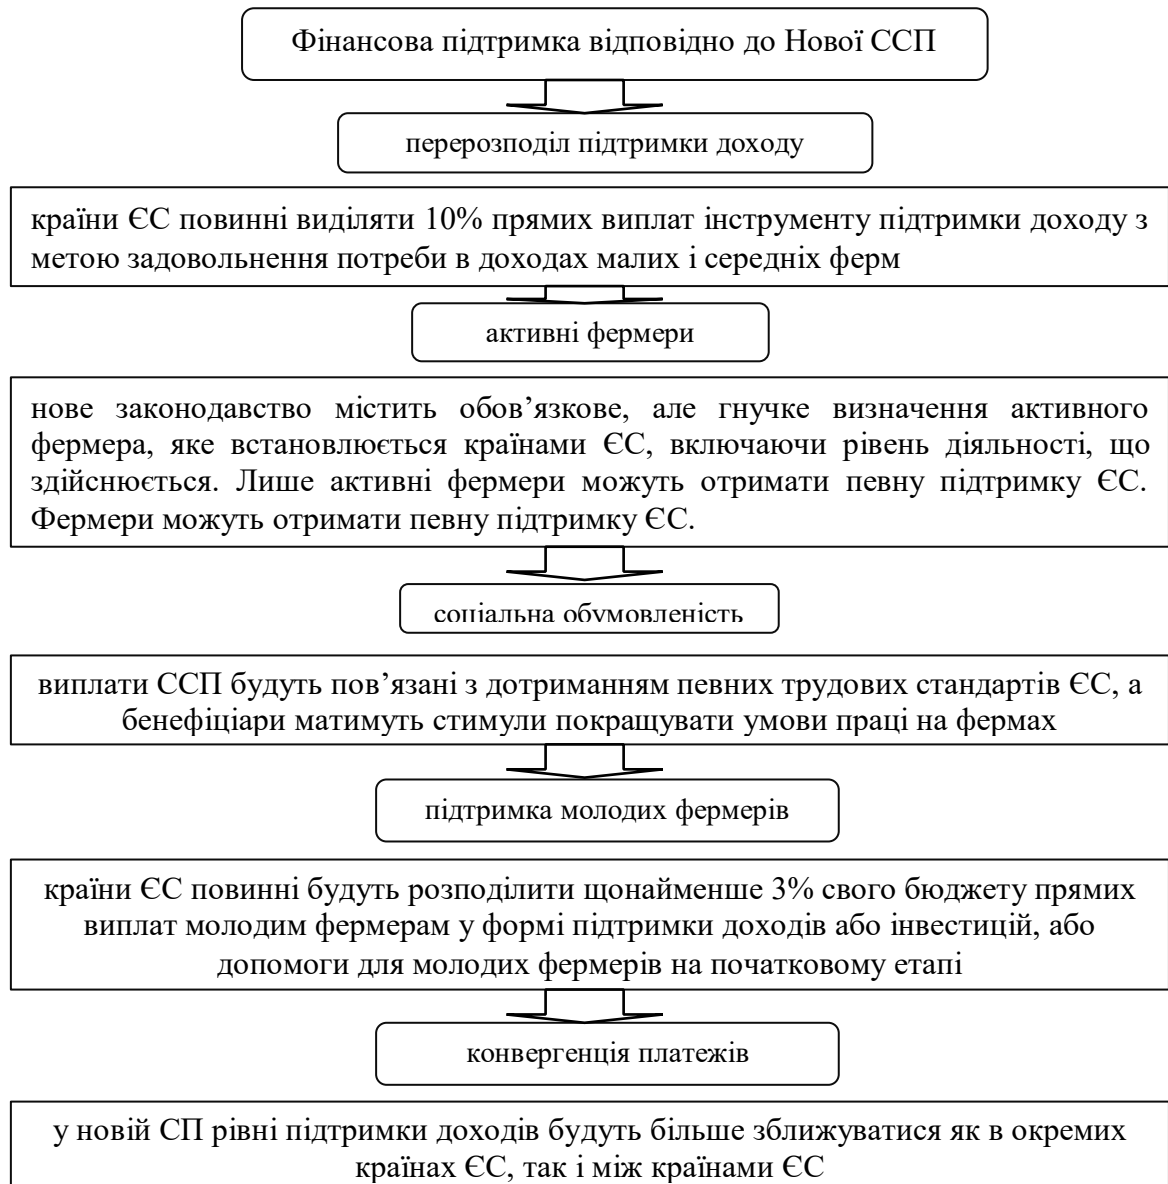 Фінансова підтримка відповідно до Нової ССП
перерозподіл підтримки доходу
країни ЄС повинні виділяти 10% прямих виплат інструменту підтримки доходу з
метою задовольнення потреби в доходах малих і середніх ферм
активні фермери
нове законодавство містить обов’язкове, але гнучке визначення активного
фермера, яке встановлюється країнами ЄС, включаючи рівень діяльності, що
здійснюється. Лише активні фермери можуть отримати певну підтримку ЄС.
Фермери можуть отримати певну підтримку ЄС.
соціальна обумовленість
виплати ССП будуть пов’язані з дотриманням певних трудових стандартів ЄС, а
бенефіціари матимуть стимули покращувати умови праці на фермах
підтримка молодих фермерів
країни ЄС повинні будуть розподілити щонайменше 3% свого бюджету прямих
виплат молодим фермерам у формі підтримки доходів або інвестицій, або
допомоги для молодих фермерів на початковому етапі
конвергенція платежів
у новій СП рівні підтримки доходів будуть більше зближуватися як в окремих
країнах ЄС, так і між країнами ЄС